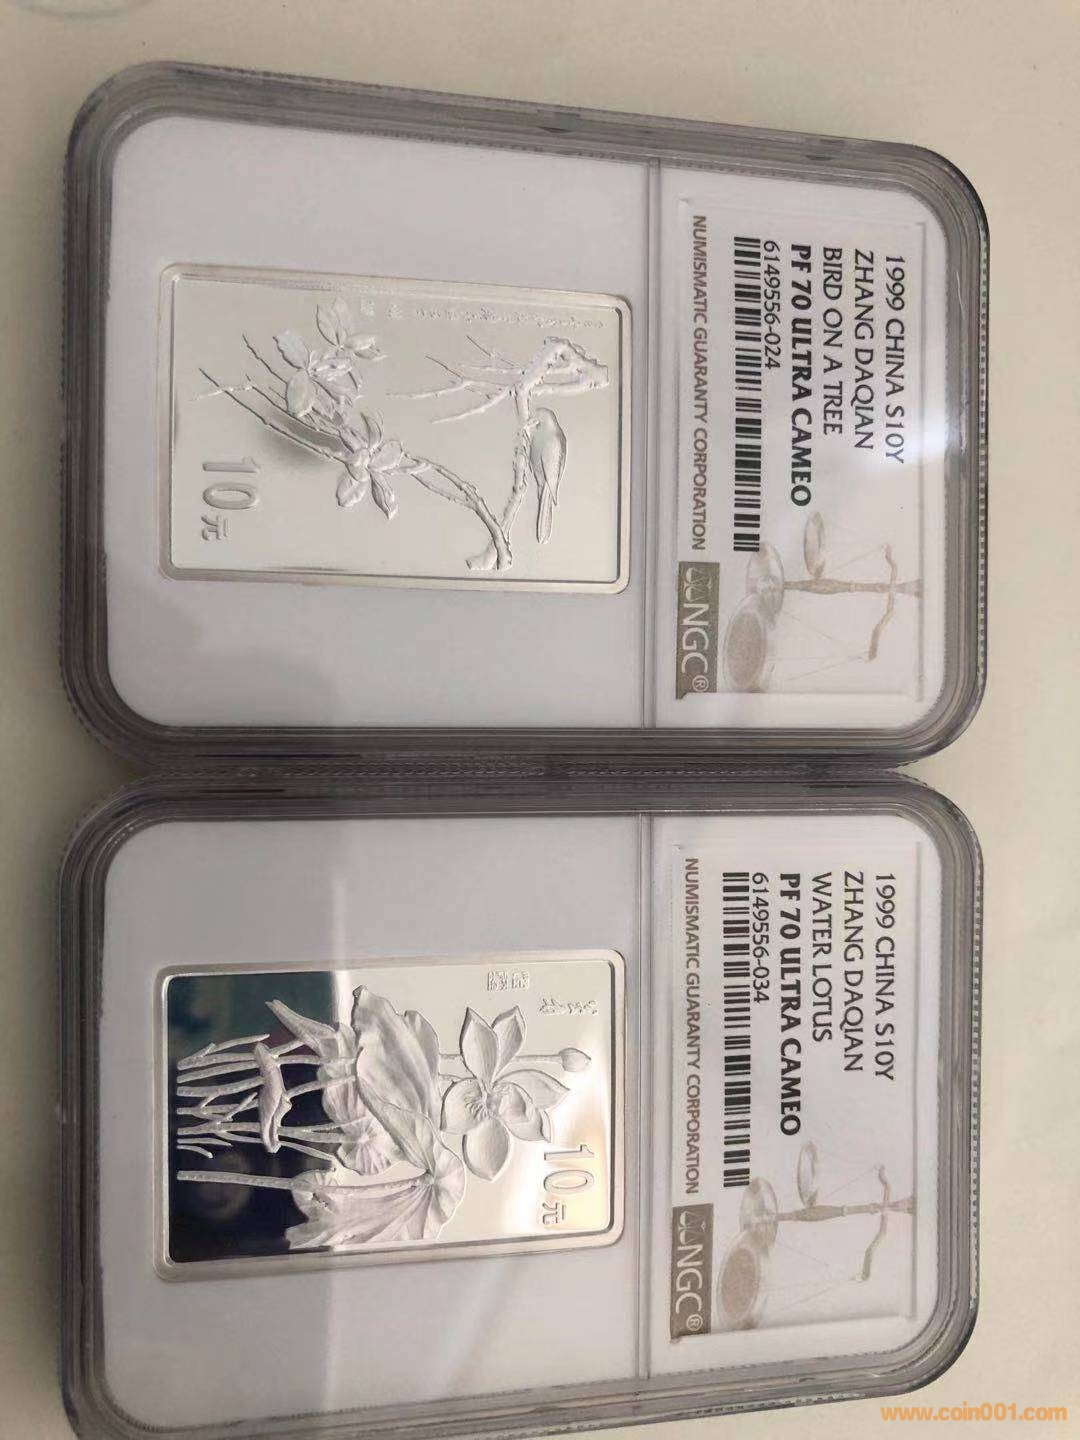 1999 CHINA S10Y
ZHANG DAQIAN
BIRD ON A TREE
PF 70 ULTRA CAMEO
6149556-024
NUMISMATIC GUARANTY CORPORATION
NGC®
10元
1999 CHINA S10Y
ZHANG DAQIAN
WATER LOTUS
PF 70 ULTRA CAMEO
6149556-034
NUMISMATIC GUARANTY CORPORATION
NGC®
10元
www.coin001.com